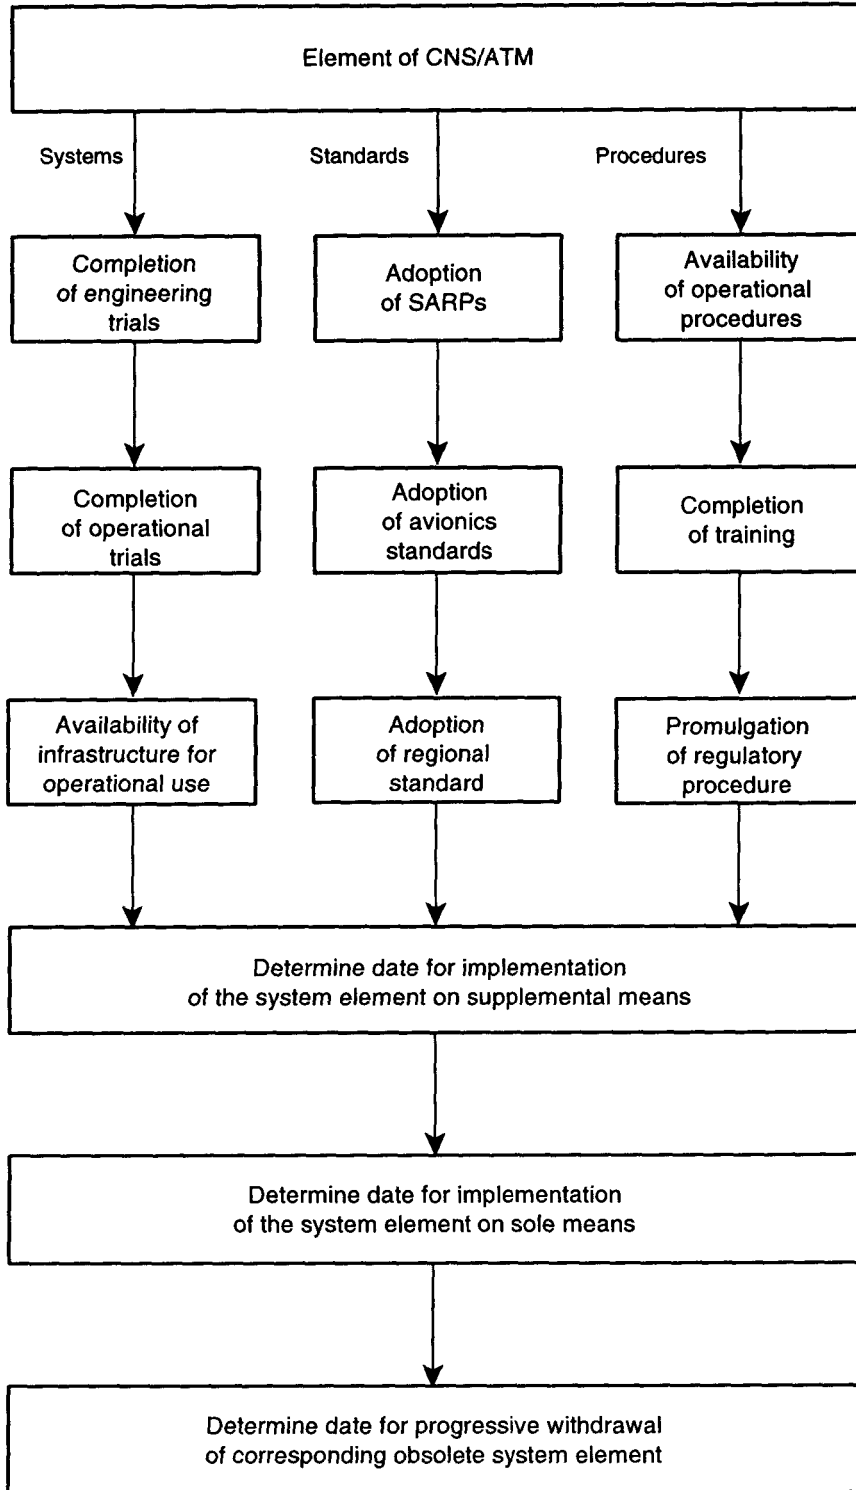 Element of CNS/ATM
Systems
Standards
Procedures
Completion
of engineering
trials
Adoption
of SARPs
Availability
of operational
procedures
Completion
of operational
trials
Adoption
of avionics
standards
Completion
of training
Availability of
infrastructure for
operational use
Adoption
of regional
standard
Promulgation
of regulatory
procedure
Determine date for implementation
of the system element on supplemental means
Determine date for implementation
of the system element on sole means
Determine date for progressive withdrawal
of corresponding obsolete system element